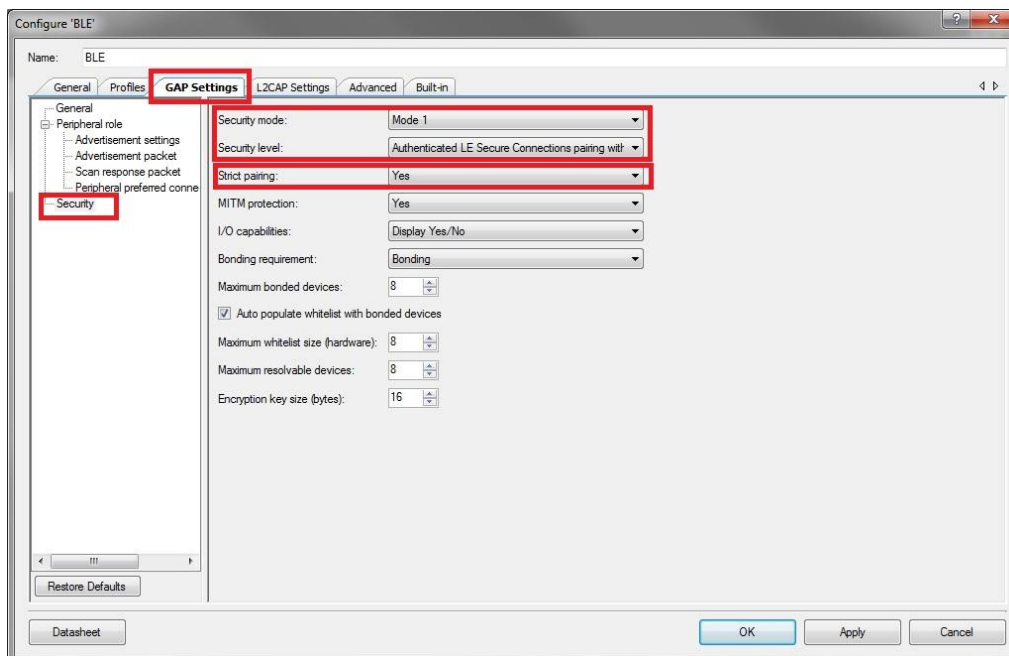 Configure 'BLE'
?
Name: BLE
General Profiles GAP Settings L2CAP Settings Advanced Built-in
General
Peripheral role
Advertisement settings
Advertisement packet
Scan response packet
Peripheral preferred conne
Security
Security mode: Mode 1
Security level: Authenticated LE Secure Connections pairing with
Strict pairing: Yes
MITM protection: Yes
I/O capabilities: Display Yes/No
Bonding requirement: Bonding
Maximum bonded devices: 8
Auto populate whitelist with bonded devices
Maximum whitelist size (hardware): 8
Maximum resolvable devices: 8
Encryption key size (bytes): 16
Restore Defaults
Datasheet OK Apply Cancel